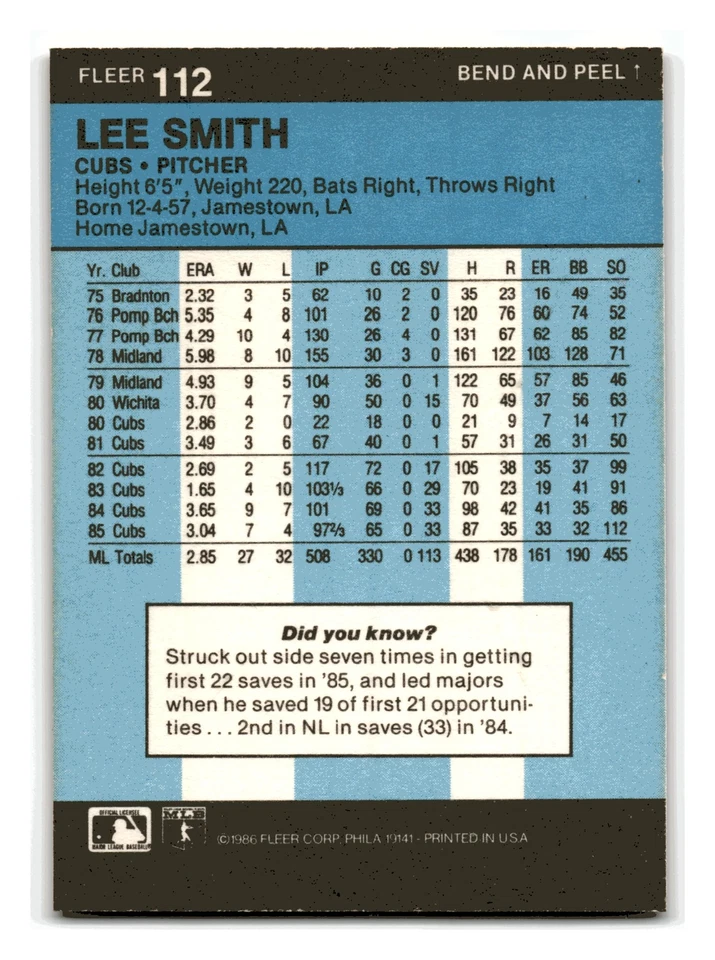 FLEER 112 BEND AND PEEL ↑
LEE SMITH
CUBS • PITCHER
Height 6'5", Weight 220, Bats Right, Throws Right
Born 12-4-57, Jamestown, LA
Home Jamestown, LA
Yr. Club ERA W L IP G CG SV H R ER BB SO
75 Bradnton 2.32 3 5 62 10 2 0 35 23 16 49 35
76 Pomp Bch 5.35 4 8 101 26 2 0 120 76 60 74 52
77 Pomp Bch 4.29 10 4 130 26 4 0 131 67 62 85 82
78 Midland 5.98 8 10 155 30 3 0 161 122 103 128 71
79 Midland 4.93 9 5 104 36 0 1 122 65 57 85 46
80 Wichita 3.70 4 7 90 50 0 15 70 49 37 56 63
80 Cubs 2.86 2 0 22 18 0 0 21 9 7 14 17
81 Cubs 3.49 3 6 67 40 0 1 57 31 26 31 50
82 Cubs 2.69 2 5 117 72 0 17 105 38 35 37 99
83 Cubs 1.65 4 10 103⅓ 66 0 29 70 23 19 41 91
84 Cubs 3.65 9 7 101 69 0 33 98 42 41 35 86
85 Cubs 3.04 7 4 97⅔ 65 0 33 87 35 33 32 112
ML Totals 2.85 27 32 508 330 0 113 438 178 161 190 455
Did you know?
Struck out side seven times in getting
first 22 saves in '85, and led majors
when he saved 19 of first 21 opportuni-
ties . . . 2nd in NL in saves (33) in '84.
OFFICIAL LICENSEE
MAJOR LEAGUE BASEBALL
MLB
©1986 FLEER CORP. PHILA 19141 - PRINTED IN U.S.A